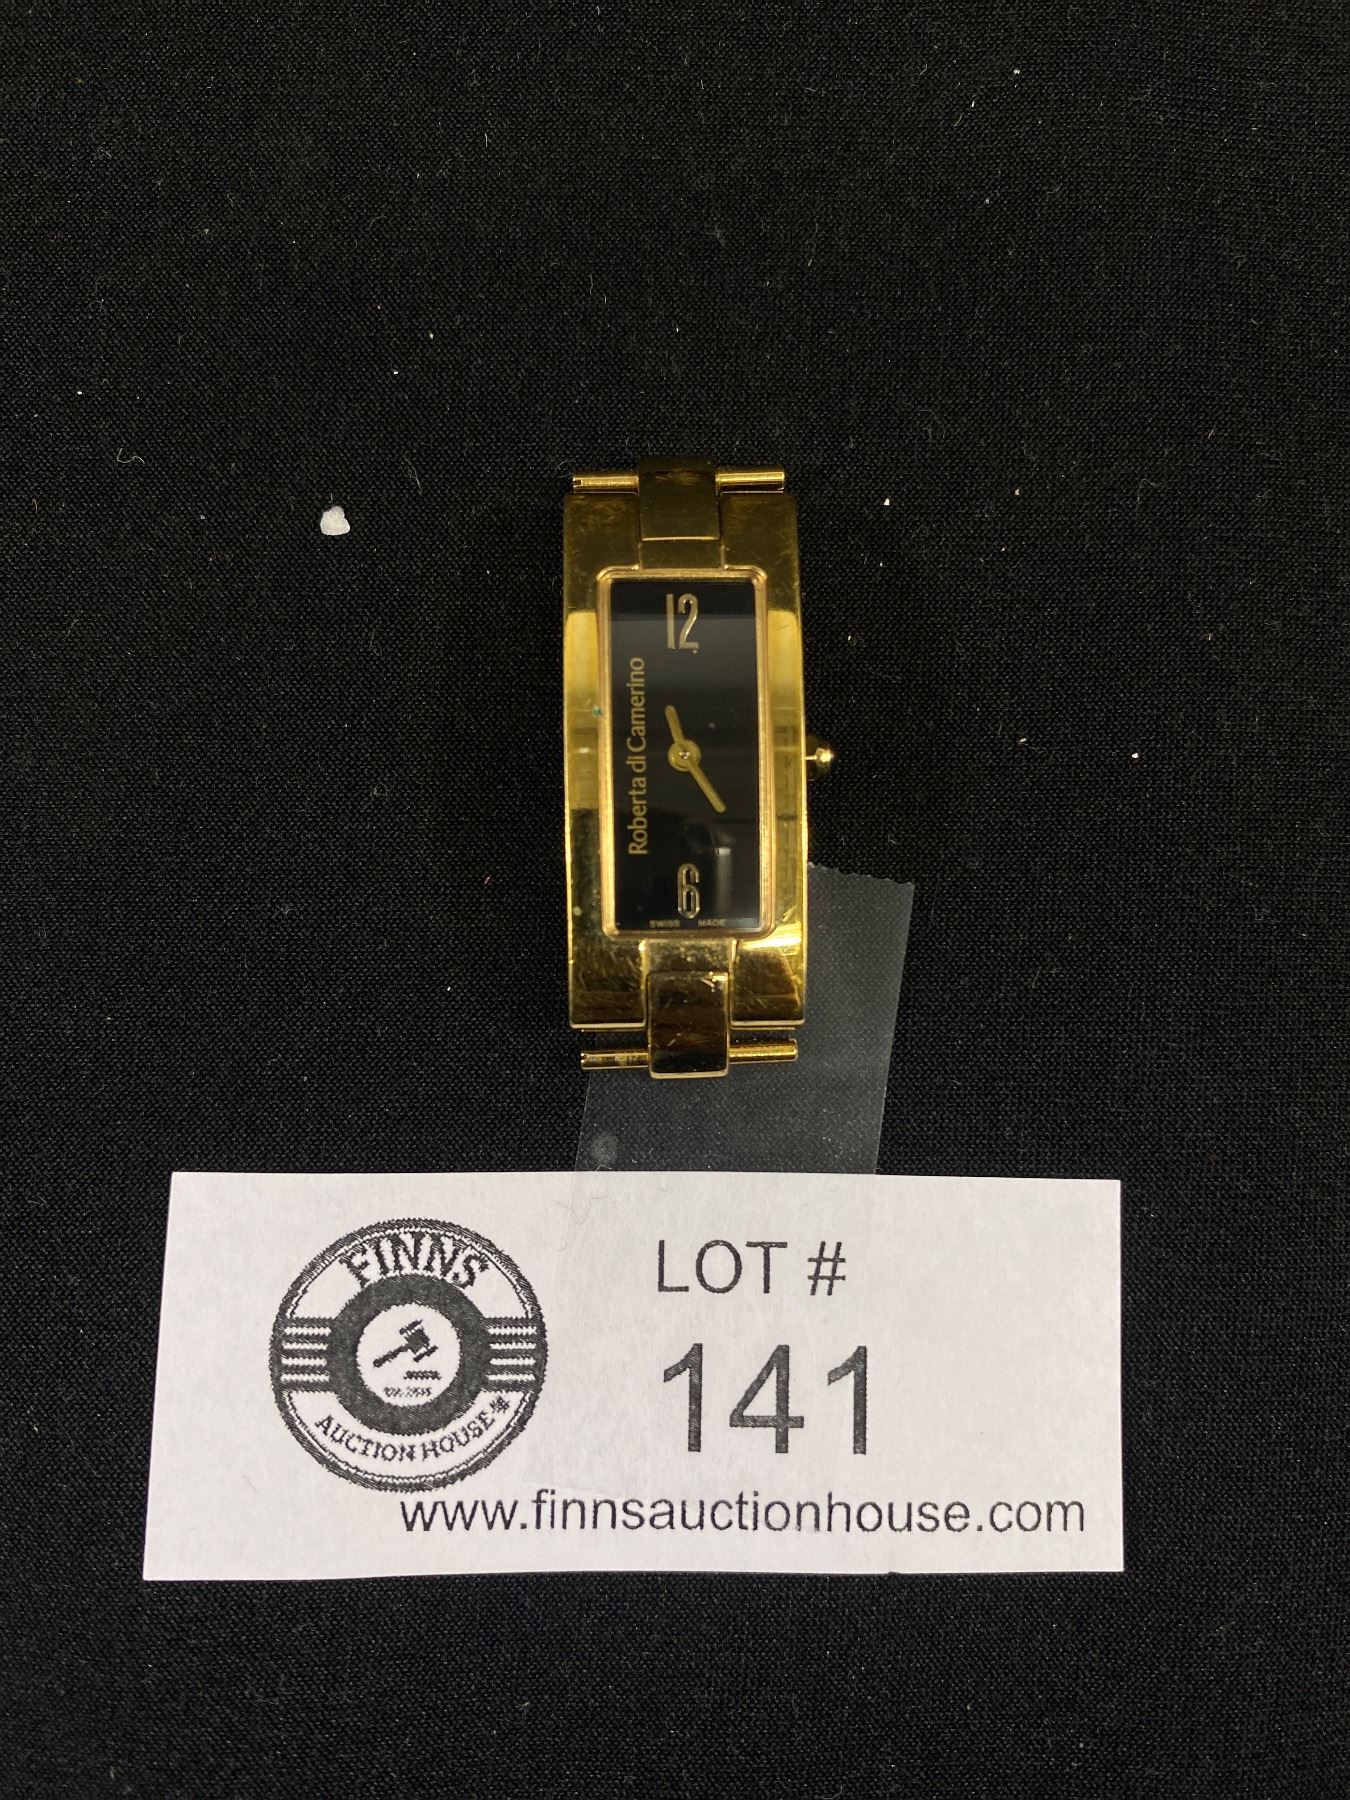 12
Roberta di Camerino
6
SWISS MADE
FINNS
AUCTION HOUSE
LOT #
141
www.finnsauctionhouse.com